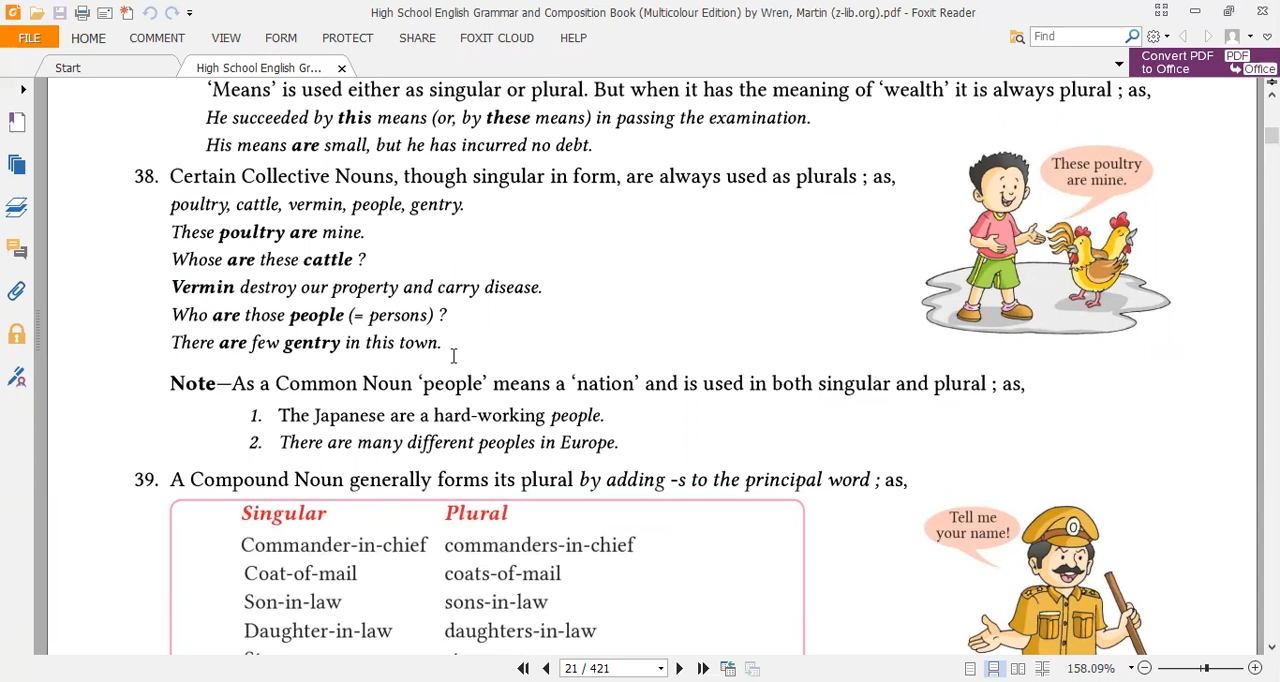 High School English Grammar and Composition Book (Multicolour Edition) by Wren, Martin (z-lib.org).pdf - Foxit Reader
FILE HOME COMMENT VIEW FORM PROTECT SHARE FOXIT CLOUD HELP
Find
Start
High School English Gr...
Convert PDF to Office
PDF
Office
‘Means’ is used either as singular or plural. But when it has the meaning of ‘wealth’ it is always plural ; as,
He succeeded by this means (or, by these means) in passing the examination.
His means are small, but he has incurred no debt.
38. Certain Collective Nouns, though singular in form, are always used as plurals ; as,
poultry, cattle, vermin, people, gentry.
These poultry are mine.
Whose are these cattle ?
Vermin destroy our property and carry disease.
Who are those people (= persons) ?
There are few gentry in this town.
These poultry
are mine.
Note—As a Common Noun ‘people’ means a ‘nation’ and is used in both singular and plural ; as,
1. The Japanese are a hard-working people.
2. There are many different peoples in Europe.
39. A Compound Noun generally forms its plural by adding -s to the principal word ; as,
Singular Plural
Commander-in-chief commanders-in-chief
Coat-of-mail coats-of-mail
Son-in-law sons-in-law
Daughter-in-law daughters-in-law
Tell me
your name!
21 / 421
158.09%